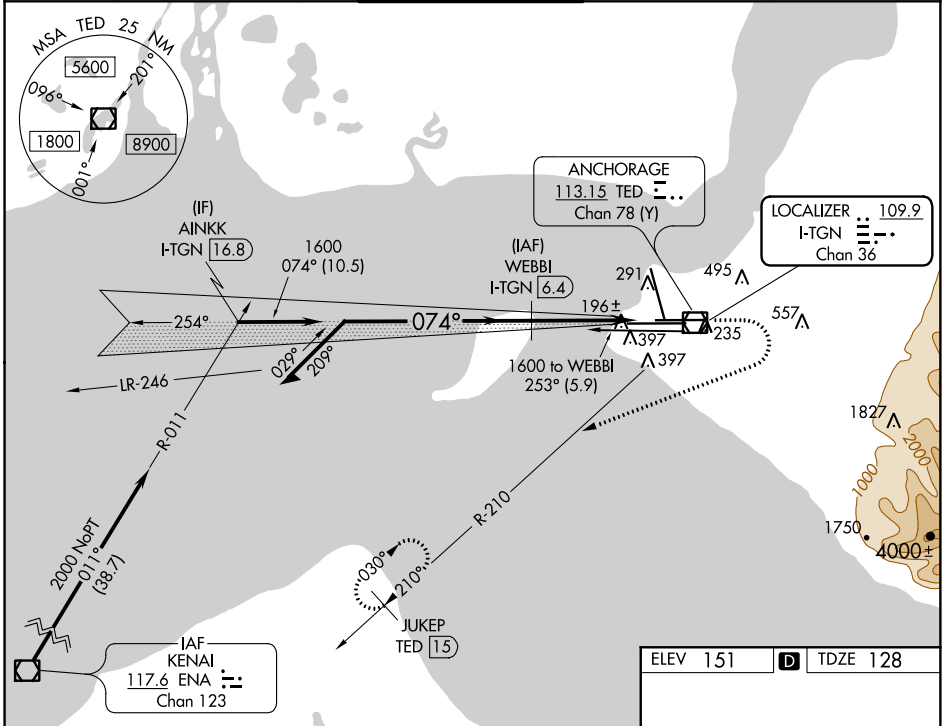 MSA TED 25 NM
5600
201°
096°
1800
8900
001°
ANCHORAGE
113.15 TED
Chan 78 (Y)
LOCALIZER 109.9
I-TGN
Chan 36
(IF)
AINKK
I-TGN 16.8
1600
074° (10.5)
(IAF)
WEBBI
I-TGN 6.4
291
495
196±
557
254°
074°
397
235
029°
209°
1600 to WEBBI
253° (5.9)
397
LR-246
R-011
1827
2000
1000
R-210
1750
4000±
2000 NoPT
011°
(38.7)
030°
210°
JUKEP
TED 15
IAF
KENAI
117.6 ENA
Chan 123
ELEV 151 D TDZE 128